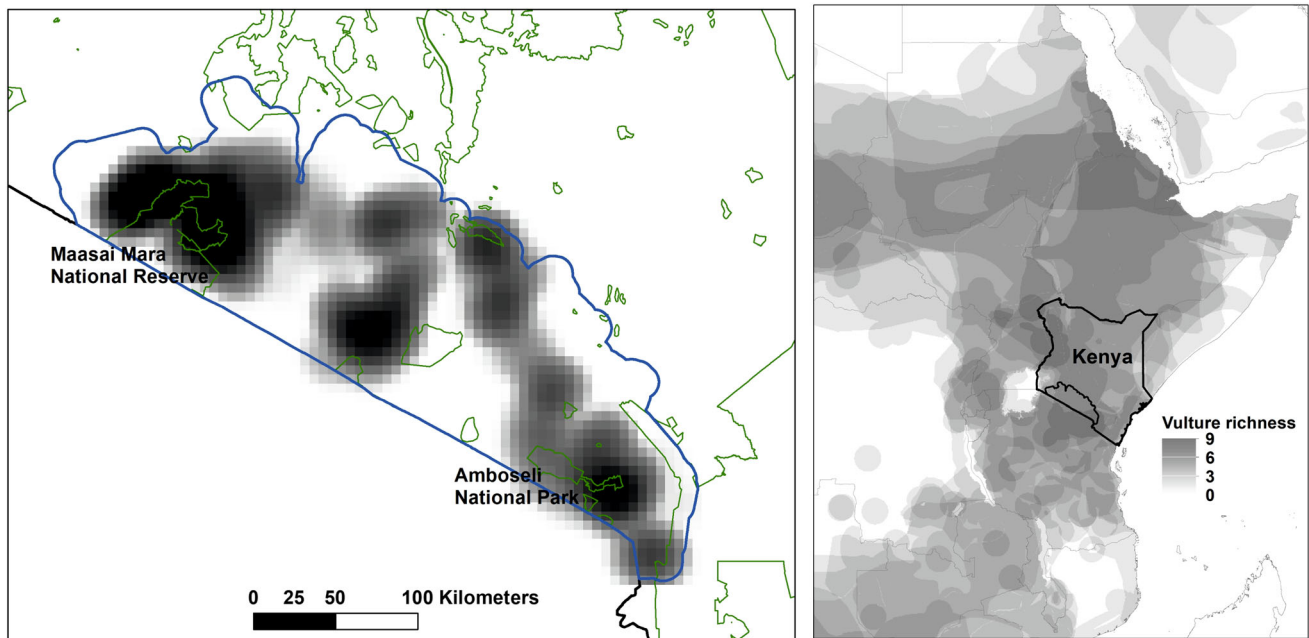 Maasai Mara
National Reserve
Amboseli
National Park
0 25 50 100 Kilometers
Kenya
Vulture richness
9
6
3
0